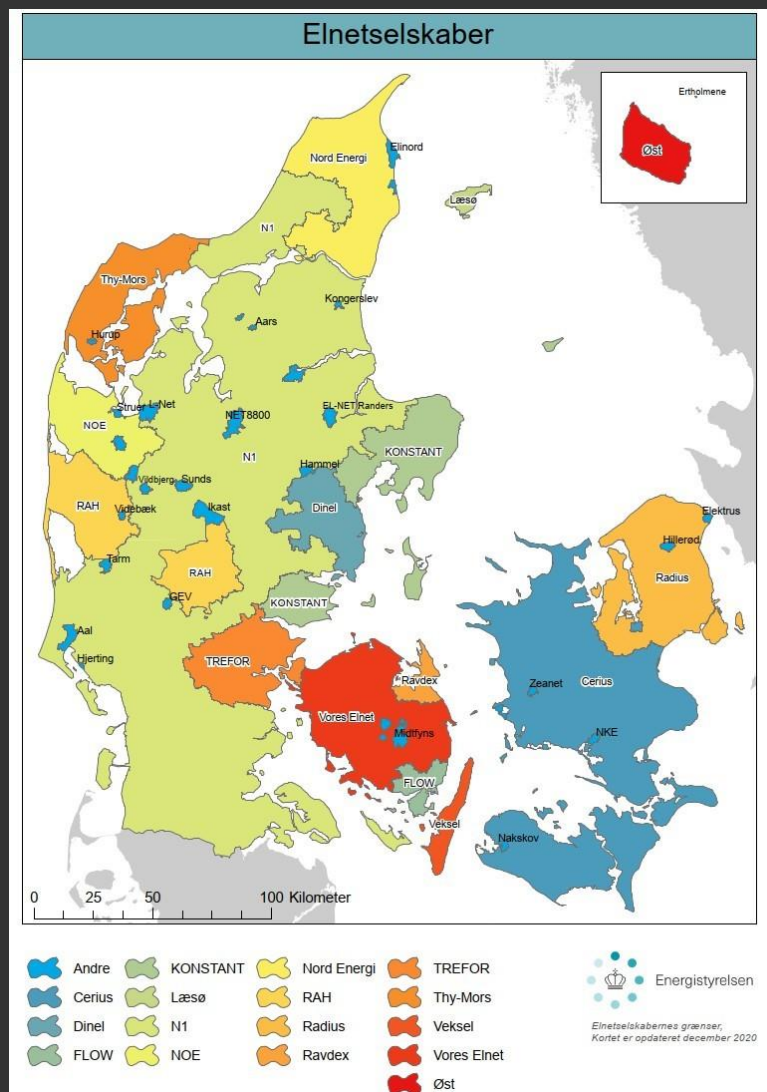 Elnetselskaber
Ertholmene
Øst
Elinord
Nord Energi
Læsø
N1
Thy-Mors
Kongerslev
Aars
Hurup
Struer
L-Net
NET8800
EL-NET Randers
NOE
N1
KONSTANT
Hammel
Vildbjerg
Sunds
RAH
Videbæk
Ikast
Dinel
Elektrus
Hillerød
Tarm
RAH
Radius
GEV
KONSTANT
Aal
Hjerting
TREFOR
Ravdex
Zeanet
Cerius
Vores Elnet
Midtfyns
NKE
FLOW
Veksel
Nakskov
0 25 50 100 Kilometer
Andre
Cerius
Dinel
FLOW
KONSTANT
Læsø
N1
NOE
Nord Energi
RAH
Radius
Ravdex
TREFOR
Thy-Mors
Veksel
Vores Elnet
Øst
Energistyrelsen
Elnetselskabernes grænser,
Kortet er opdateret december 2020